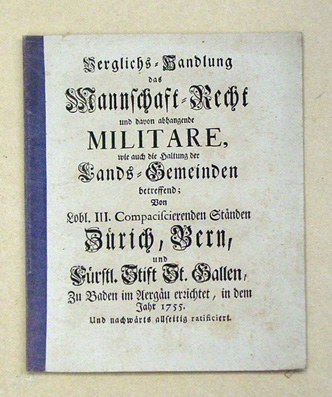 Verglichs-Handlung
das
Mannschaft-Recht
und davon abhangende
MILITARE,
wie auch die Haltung der
Lands-Gemeinden
betreffend;
Von
Lobl. III. Compaciscierenden Ständen
Zürich, Bern,
und
Fürstl. Stift St. Gallen,
Zu Baden im Aergäu errichtet, in dem
Jahr 1755.
Und nachwärts allseitig ratificiert.